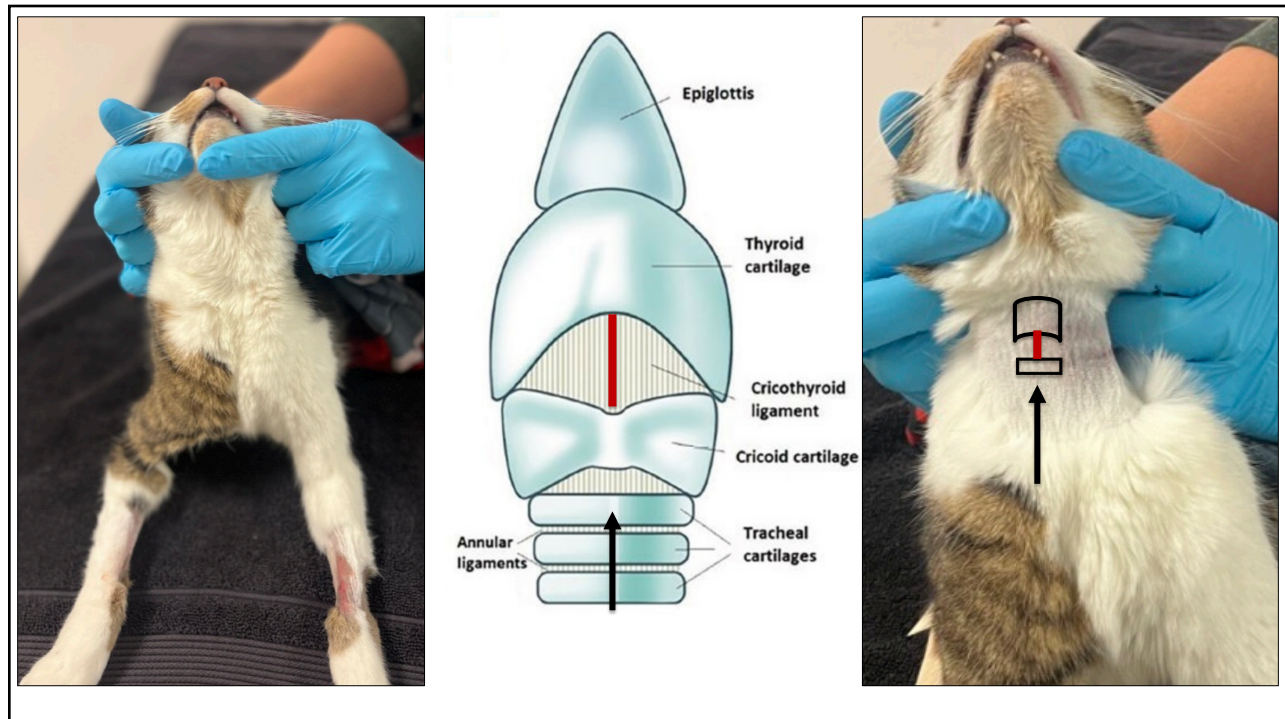 Epiglottis
Thyroid
cartilage
Cricothyroid
ligament
Cricoid cartilage
Annular
ligaments
Tracheal
cartilages